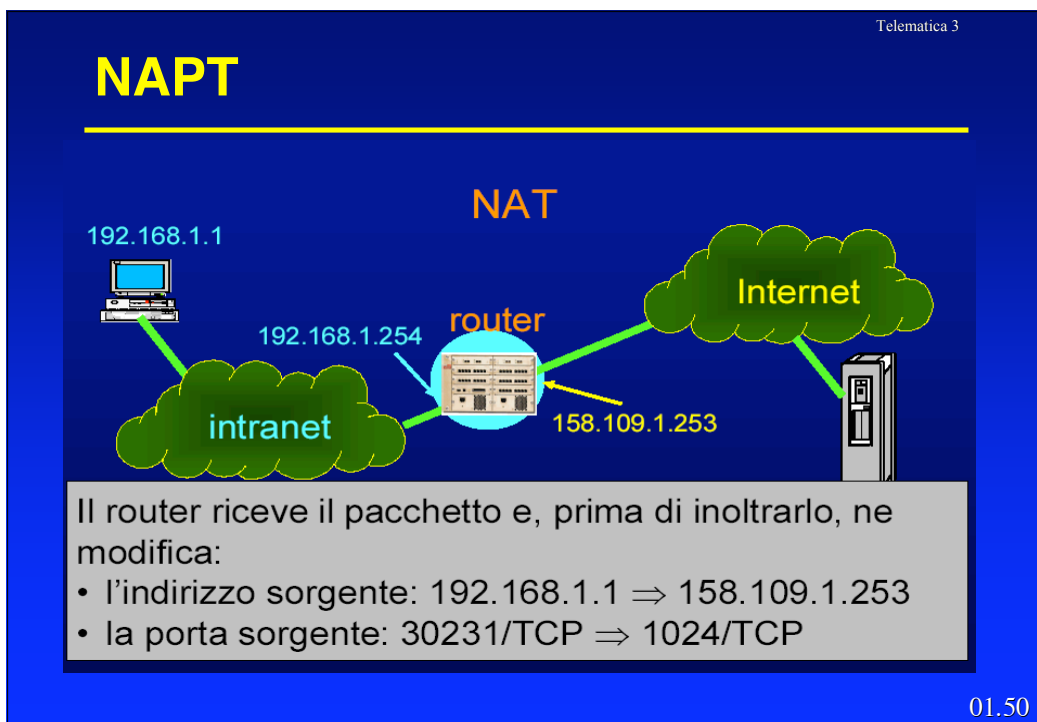 Telematica 3
NAPT
NAT
192.168.1.1
Internet
router
192.168.1.254
158.109.1.253
intranet
Il router riceve il pacchetto e, prima di inoltrarlo, ne
modifica:
• l'indirizzo sorgente: 192.168.1.1 ⇒ 158.109.1.253
• la porta sorgente: 30231/TCP ⇒ 1024/TCP
01.50